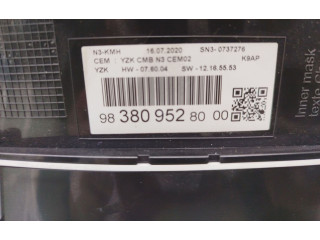 N3-KMH 16.07.2020 SN3- 0737276
CEM : YZK CMB N3 CEM02 K9AP
YZK HW - 07.60.04 SW - 12.18.55.53
98 380 952 80 00
Inner mask